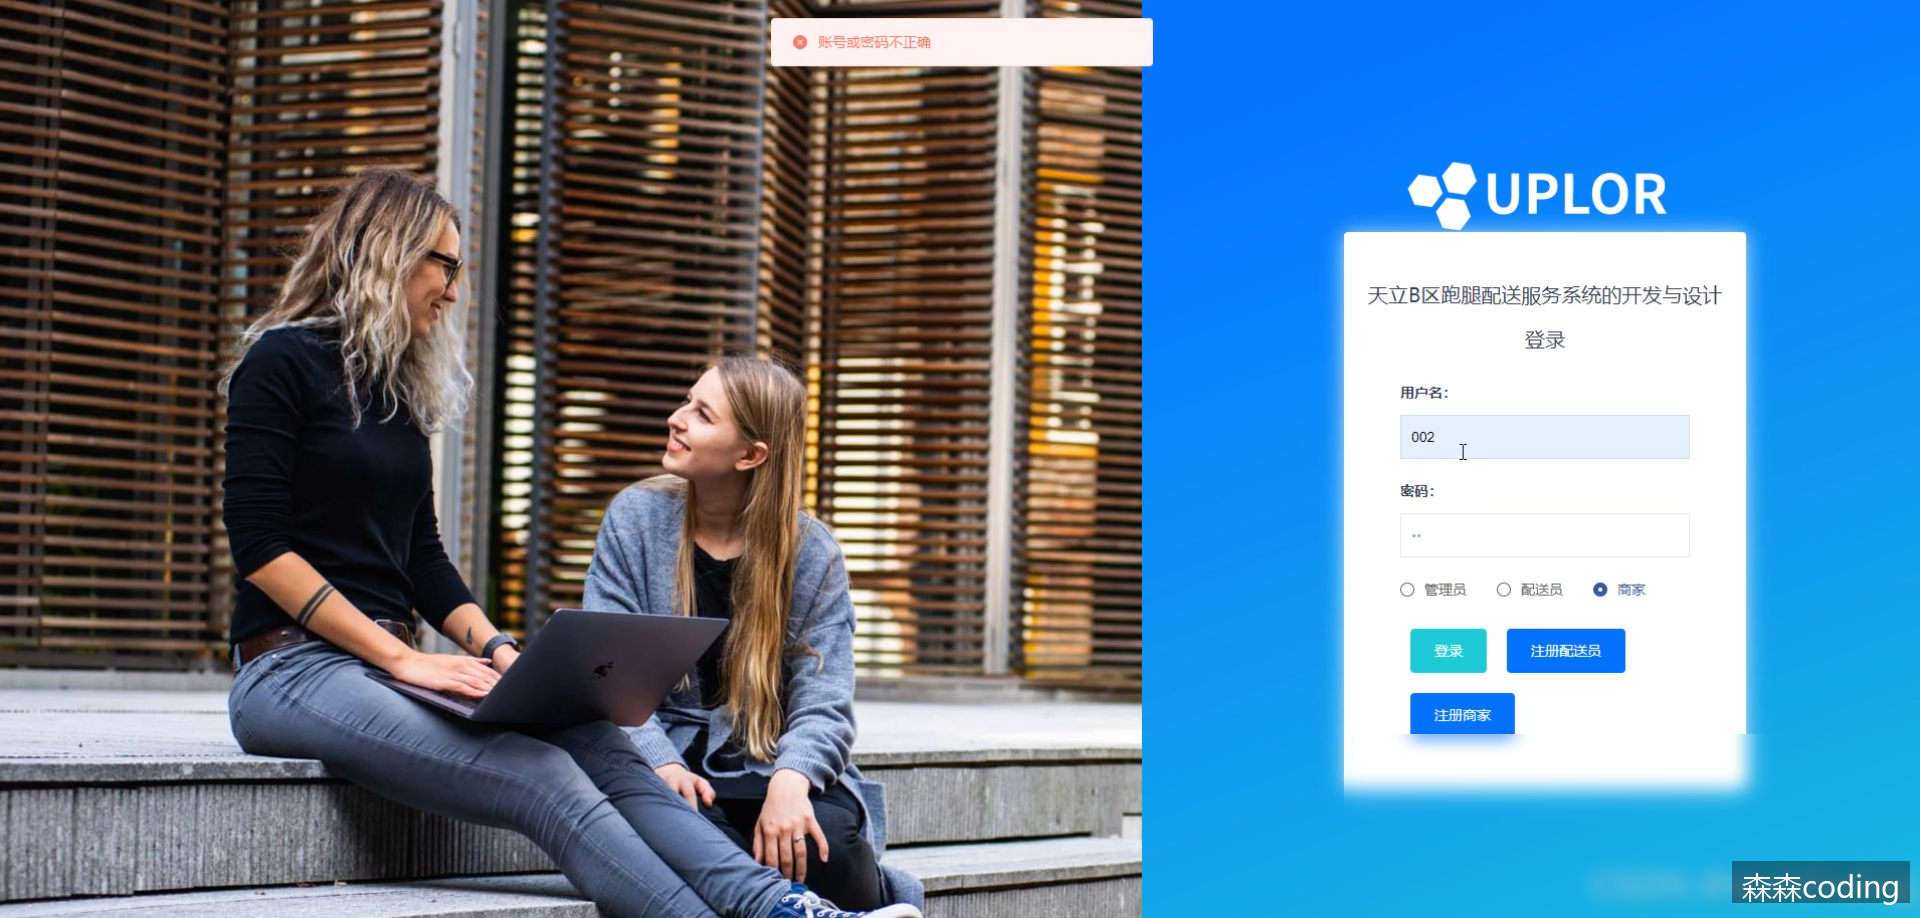 账号或密码不正确
UPLOR
天立B区跑腿配送服务系统的开发与设计
登录
用户名：
002
密码：
管理员 配送员 商家
登录 注册配送员
注册商家
森森coding